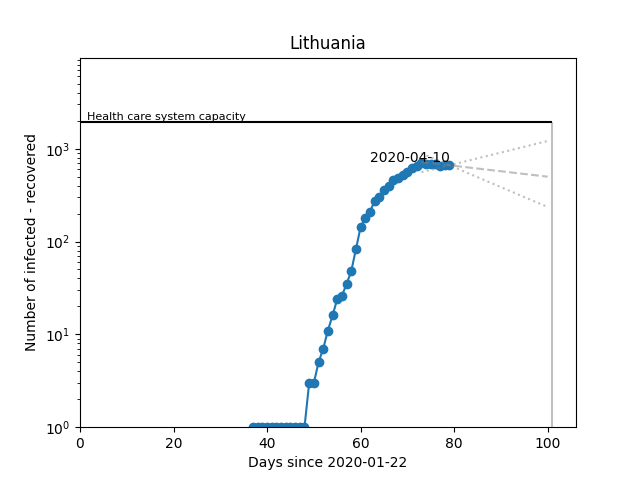 Lithuania
Health care system capacity
2020-04-10
Number of infected - recovered
10³
10²
10¹
10⁰
0 20 40 60 80 100
Days since 2020-01-22